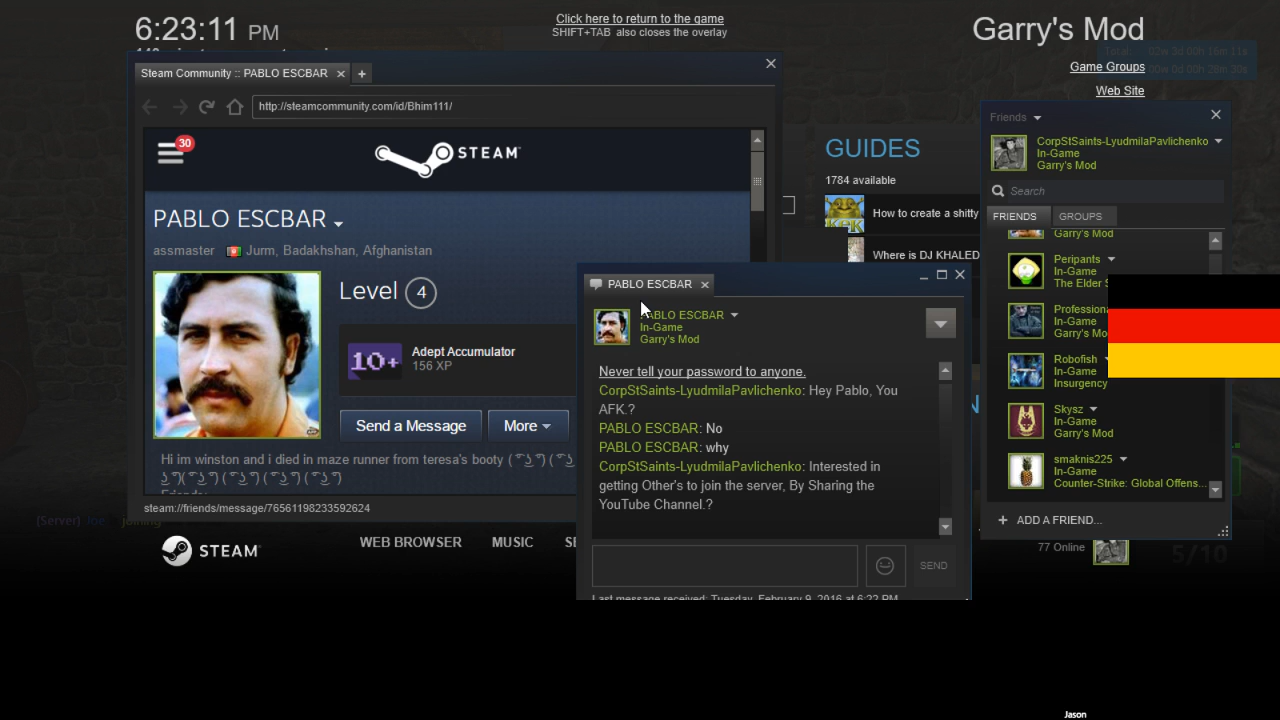 6:23:11 PM
Click here to return to the game
SHIFT+TAB also closes the overlay
Garry's Mod
Game Groups
Web Site
Steam Community :: PABLO ESCBAR
http://steamcommunity.com/id/Bhim111/
30
STEAM
PABLO ESCBAR
assmaster Jurm, Badakhshan, Afghanistan
Level 4
10+
Adept Accumulator
156 XP
Send a Message
More
Hi im winston and i died in maze runner from teresa's booty ( ͡° ͜ʖ ͡°) ( ͡° ͜ʖ ͡°)( ͡° ͜ʖ ͡°) ( ͡° ͜ʖ ͡°) ( ͡° ͜ʖ ͡°)
steam://friends/message/76561198233592624
GUIDES
1784 available
How to create a shitty
Where is DJ KHALED
PABLO ESCBAR
PABLO ESCBAR
In-Game
Garry's Mod
Never tell your password to anyone.
CorpStSaints-LyudmilaPavlichenko: Hey Pablo, You
AFK.?
PABLO ESCBAR: No
PABLO ESCBAR: why
CorpStSaints-LyudmilaPavlichenko: Interested in
getting Other's to join the server, By Sharing the
YouTube Channel.?
SEND
Last message received: Tuesday, February 9, 2016 at 6:22 PM
Friends
CorpStSaints-LyudmilaPavlichenko
In-Game
Garry's Mod
Search
FRIENDS GROUPS
Garry's Mod
Peripants
In-Game
The Elder S
Profession
In-Game
Garry's Mo
Robofish
In-Game
Insurgency
Skysz
In-Game
Garry's Mod
smaknis225
In-Game
Counter-Strike: Global Offens...
+ ADD A FRIEND...
77 Online
5/10
STEAM
WEB BROWSER MUSIC SE
Jason